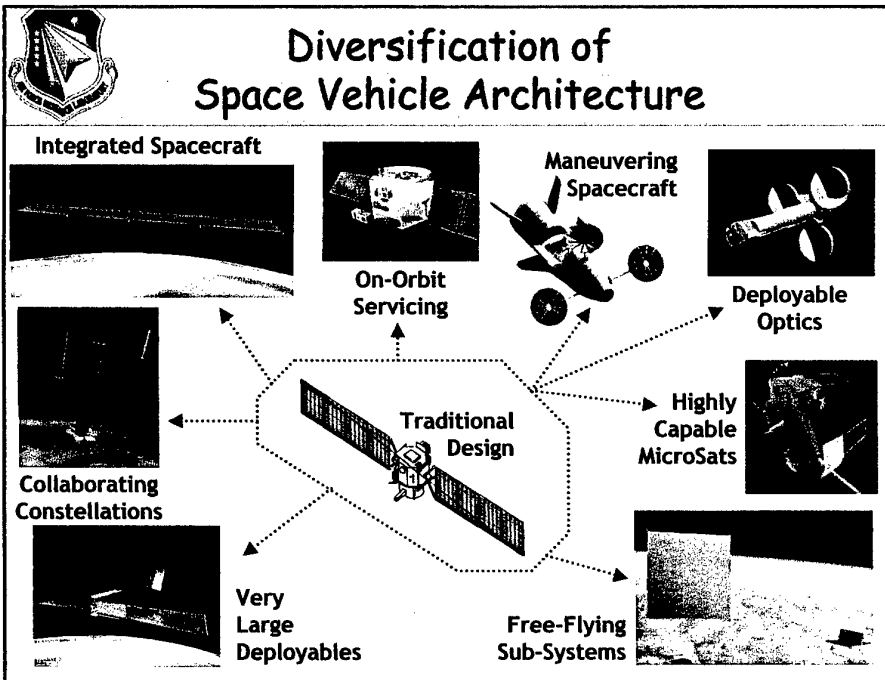 Diversification of
Space Vehicle Architecture
Integrated Spacecraft
On-Orbit
Servicing
Maneuvering
Spacecraft
Deployable
Optics
Traditional
Design
Highly
Capable
MicroSats
Collaborating
Constellations
Very
Large
Deployables
Free-Flying
Sub-Systems